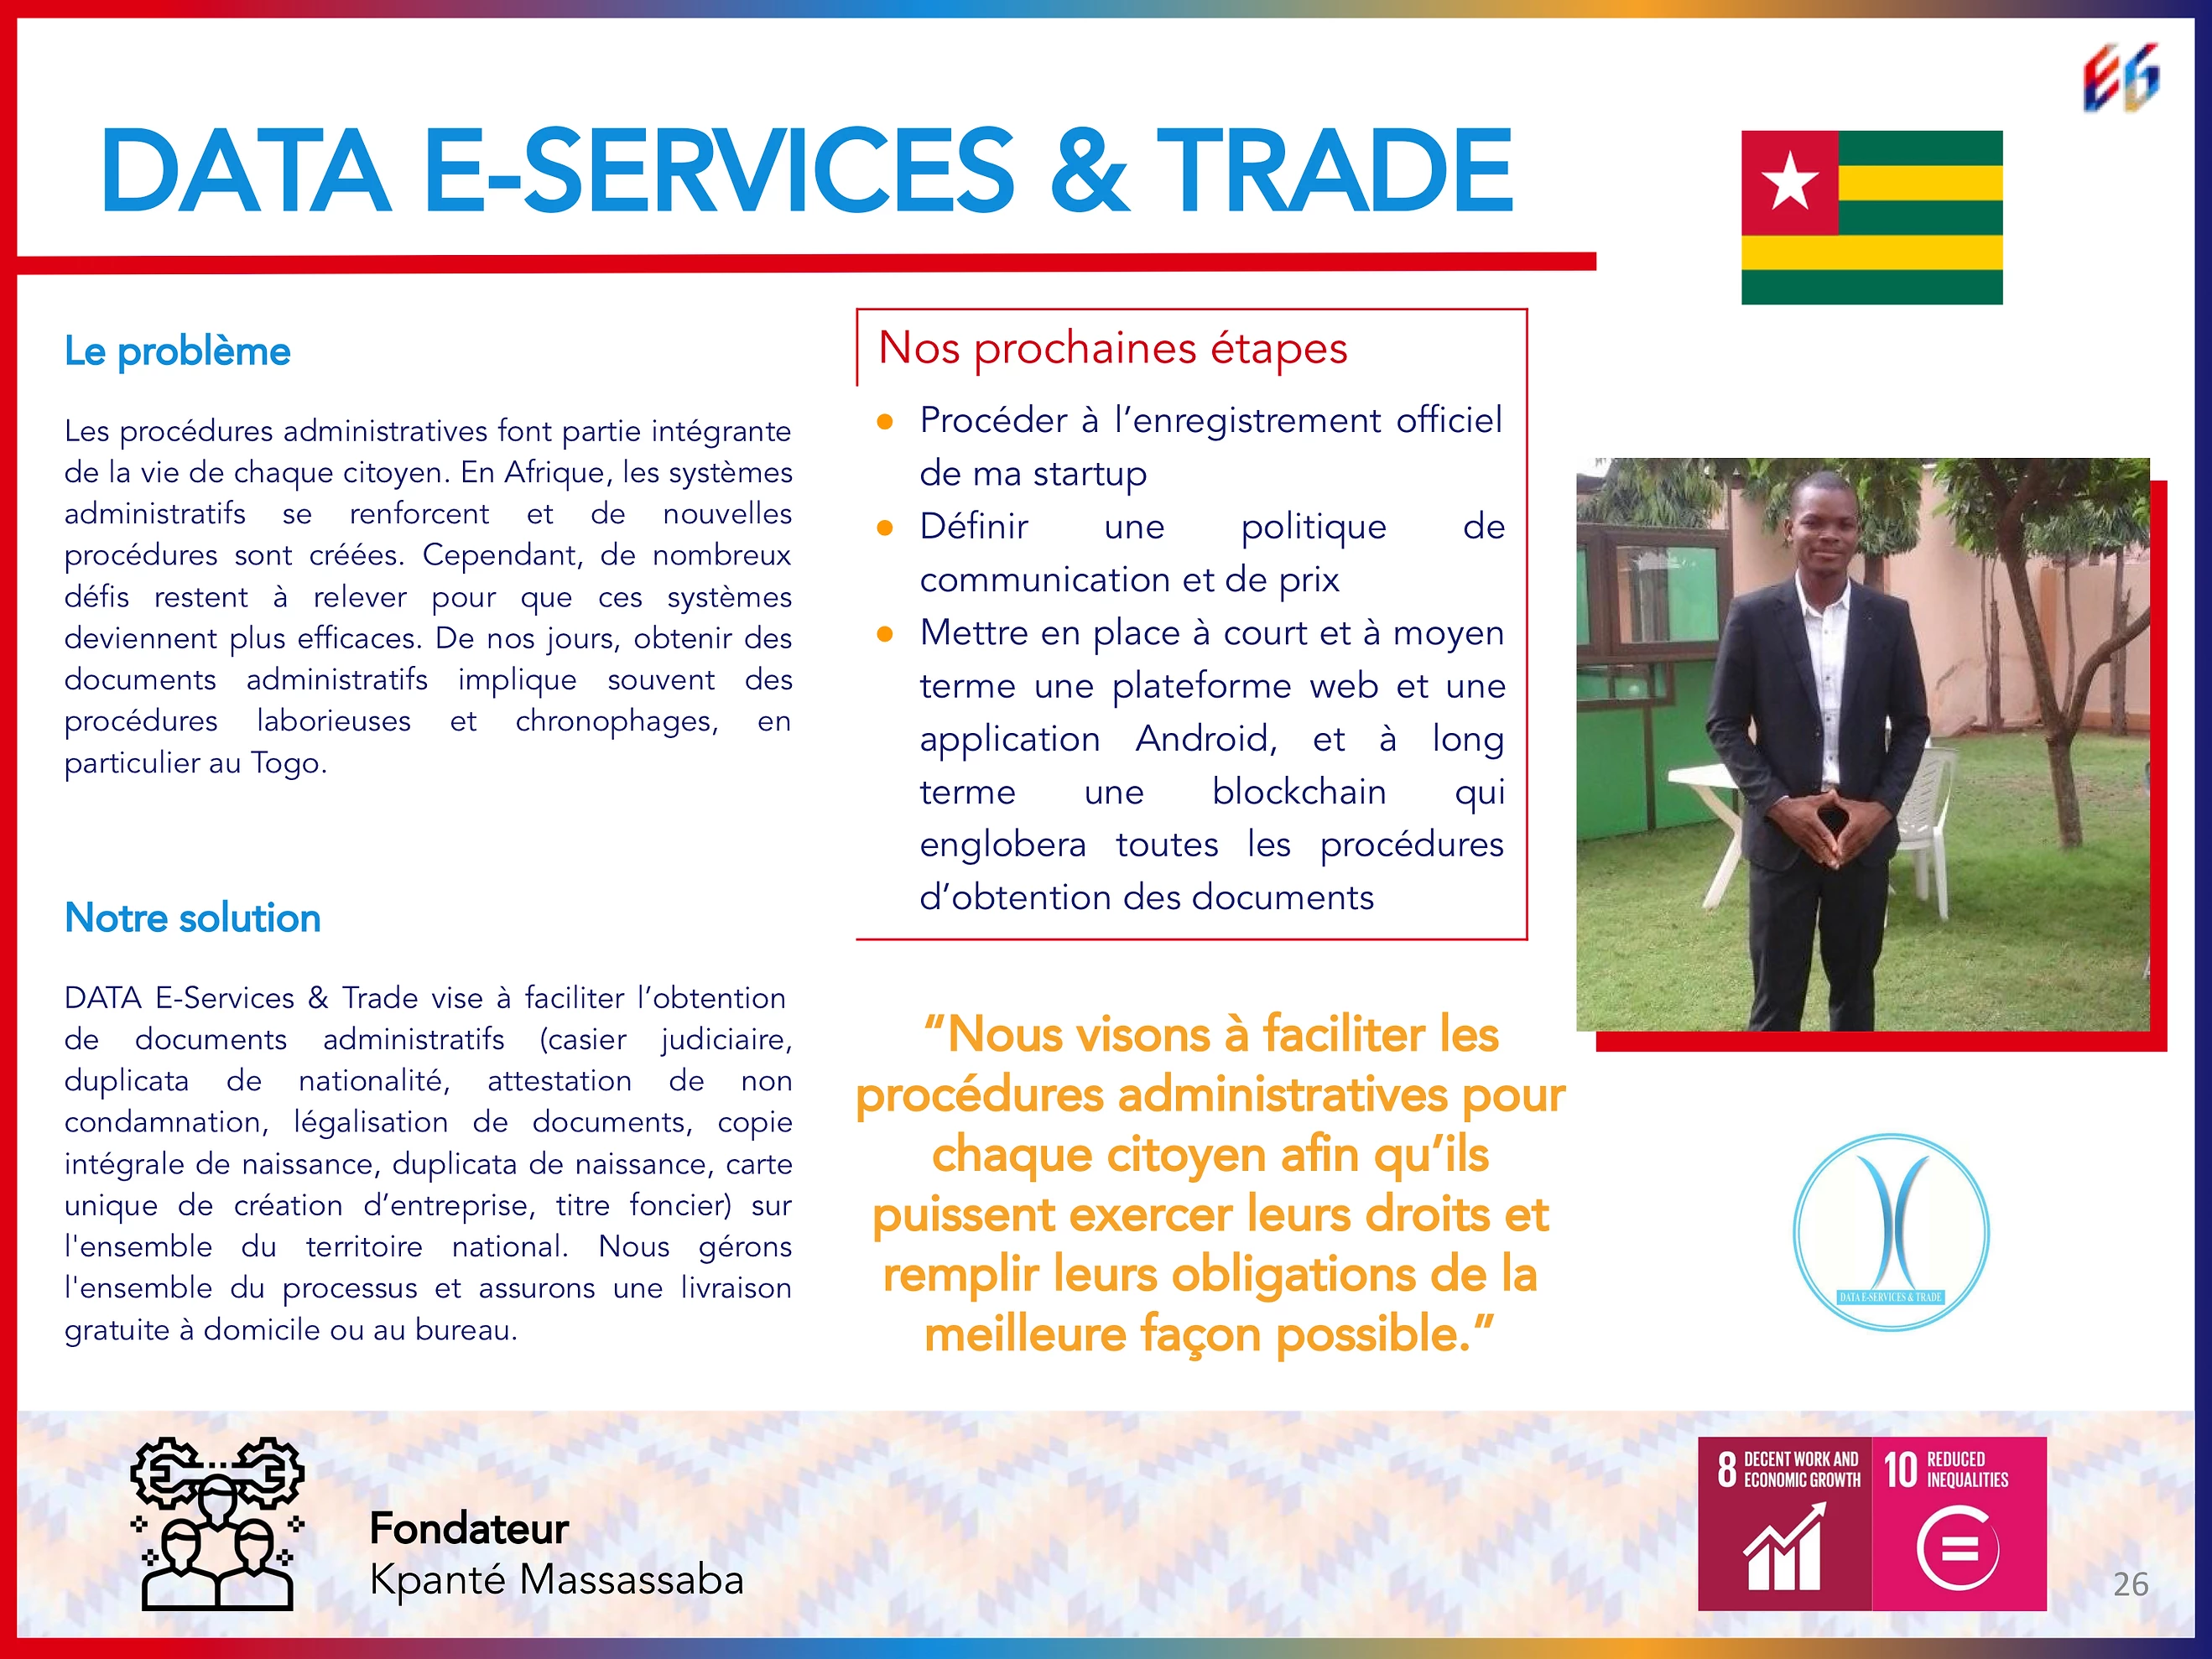 DATA E-SERVICES & TRADE
Le problème
Les procédures administratives font partie intégrante
de la vie de chaque citoyen. En Afrique, les systèmes
administratifs se renforcent et de nouvelles
procédures sont créées. Cependant, de nombreux
défis restent à relever pour que ces systèmes
deviennent plus efficaces. De nos jours, obtenir des
documents administratifs implique souvent des
procédures laborieuses et chronophages, en
particulier au Togo.
Notre solution
DATA E-Services & Trade vise à faciliter l’obtention
de documents administratifs (casier judiciaire,
duplicata de nationalité, attestation de non
condamnation, légalisation de documents, copie
intégrale de naissance, duplicata de naissance, carte
unique de création d’entreprise, titre foncier) sur
l'ensemble du territoire national. Nous gérons
l'ensemble du processus et assurons une livraison
gratuite à domicile ou au bureau.
Nos prochaines étapes
● Procéder à l’enregistrement officiel
de ma startup
● Définir une politique de
communication et de prix
● Mettre en place à court et à moyen
terme une plateforme web et une
application Android, et à long
terme une blockchain qui
englobera toutes les procédures
d’obtention des documents
“Nous visons à faciliter les
procédures administratives pour
chaque citoyen afin qu’ils
puissent exercer leurs droits et
remplir leurs obligations de la
meilleure façon possible.”
E6
DATA E-SERVICES & TRADE
Fondateur
Kpanté Massassaba
8 DECENT WORK AND
ECONOMIC GROWTH
10 REDUCED
INEQUALITIES
26